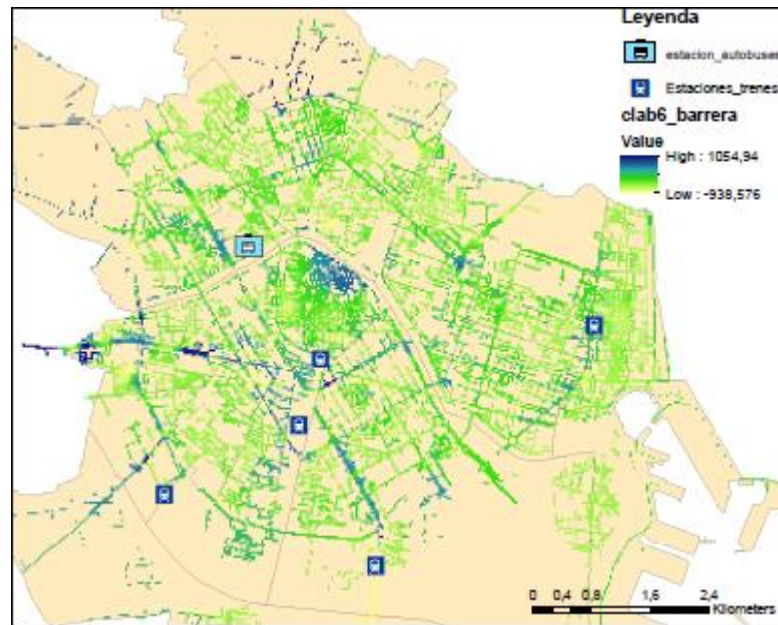 Leyenda
estacion_autobuses
Estaciones_trenes
clab6_barrera
Value
High : 1054,94
Low : -938,576
0 0,4 0,8 1,6 2,4
Kilometers